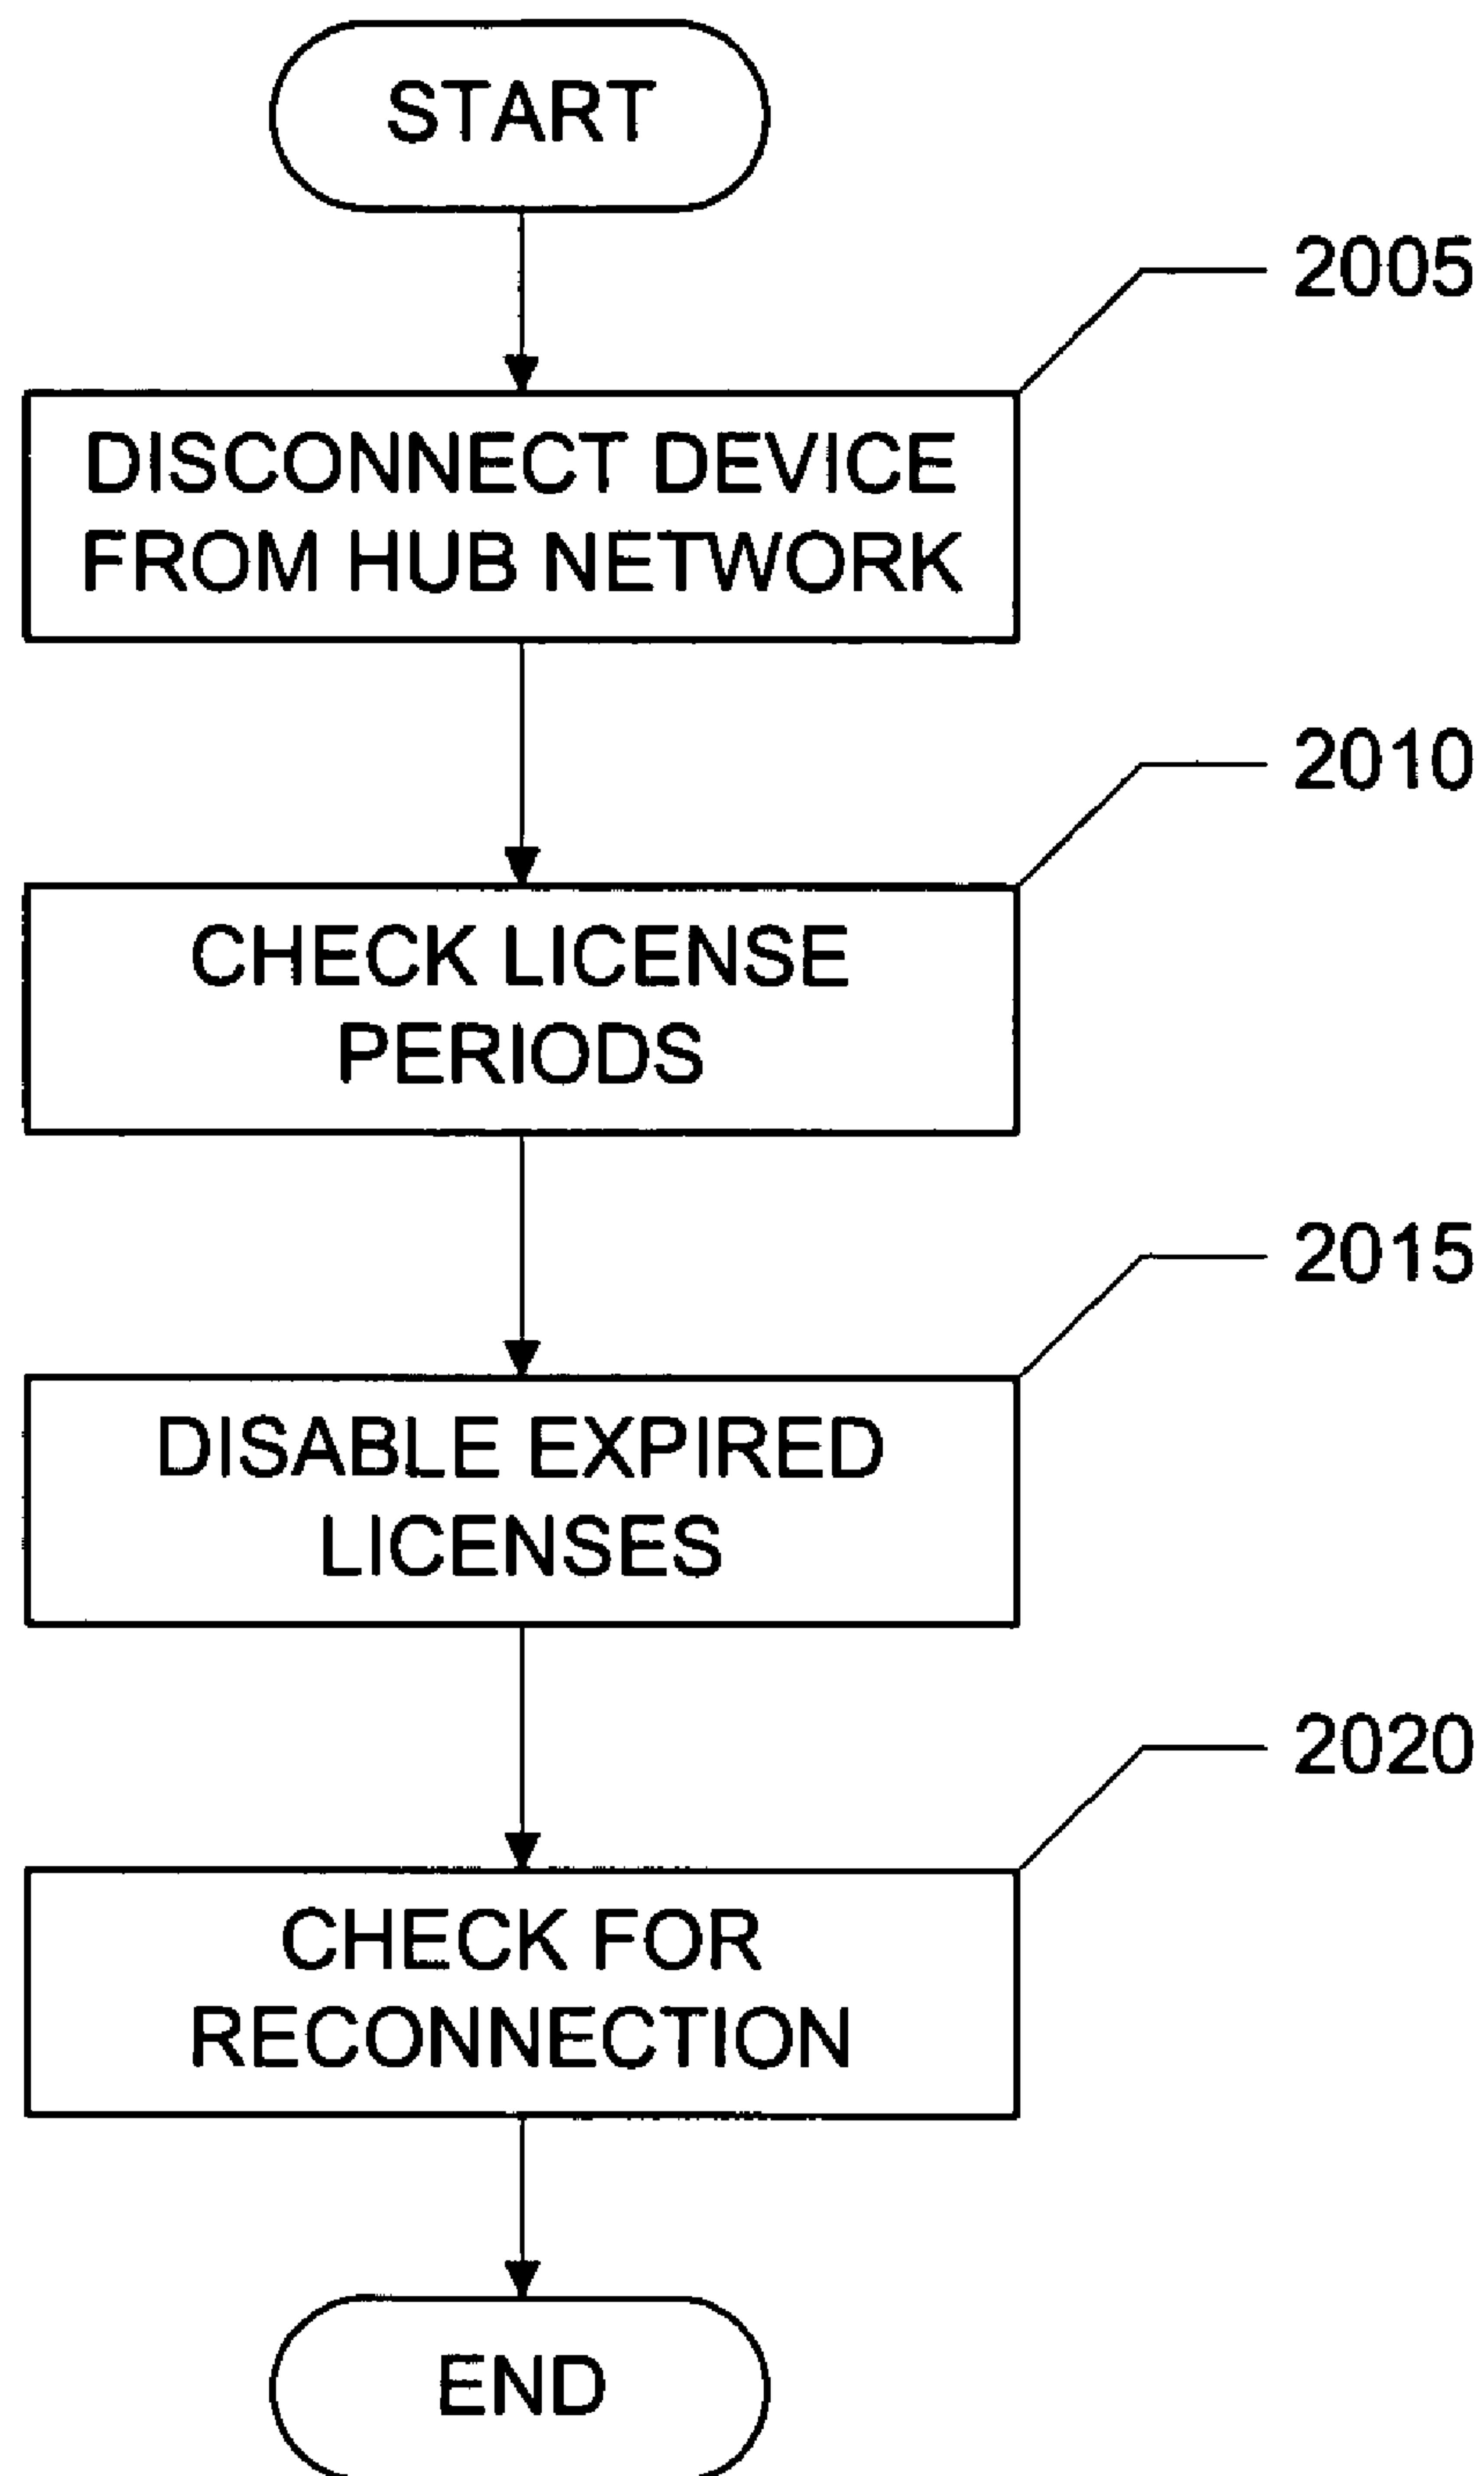 START
2005
DISCONNECT DEVICE
FROM HUB NETWORK
2010
CHECK LICENSE
PERIODS
2015
DISABLE EXPIRED
LICENSES
2020
CHECK FOR
RECONNECTION
END